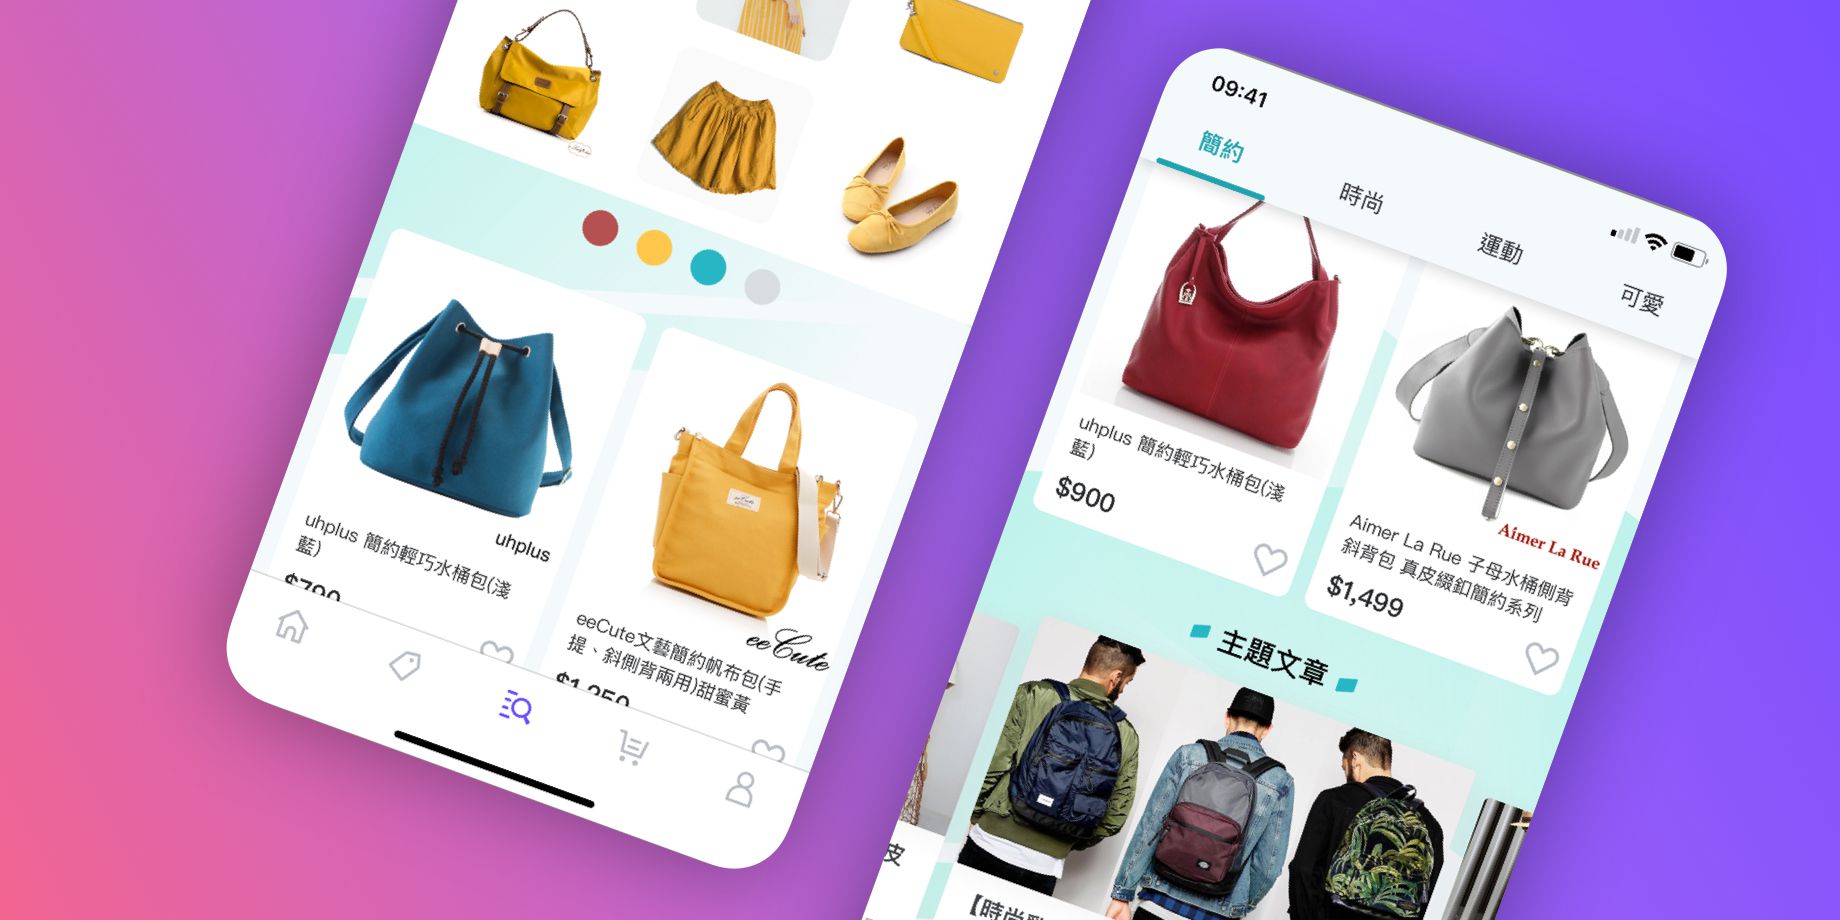 uhplus
uhplus 簡約輕巧水桶包(淺
藍)
$790
eeCute
eeCute文藝簡約帆布包(手
提、斜側背兩用)甜蜜黃
$1,250
09:41
簡約
時尚
運動
可愛
uhplus 簡約輕巧水桶包(淺
藍)
$900
Aimer La Rue
Aimer La Rue 子母水桶側背
斜背包 真皮綴釦簡約系列
$1,499
主題文章
皮
【時尚